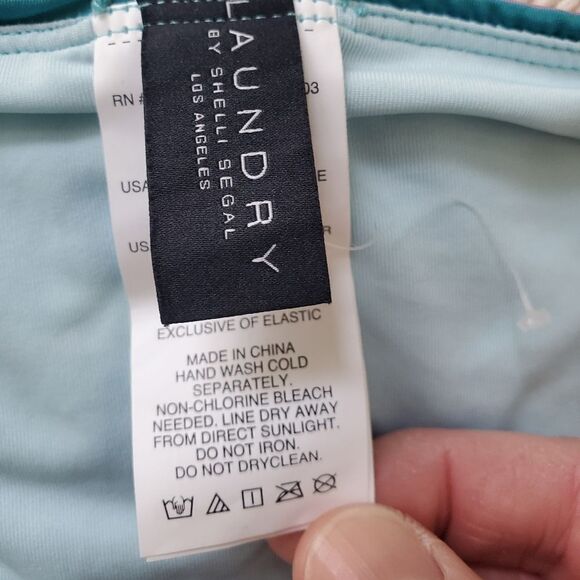 LAUNDRY
BY SHELLI SEGAL
LOS ANGELES
RN # 03
USA E
US R
EXCLUSIVE OF ELASTIC
MADE IN CHINA
HAND WASH COLD
SEPARATELY.
NON-CHLORINE BLEACH
NEEDED. LINE DRY AWAY
FROM DIRECT SUNLIGHT.
DO NOT IRON.
DO NOT DRYCLEAN.